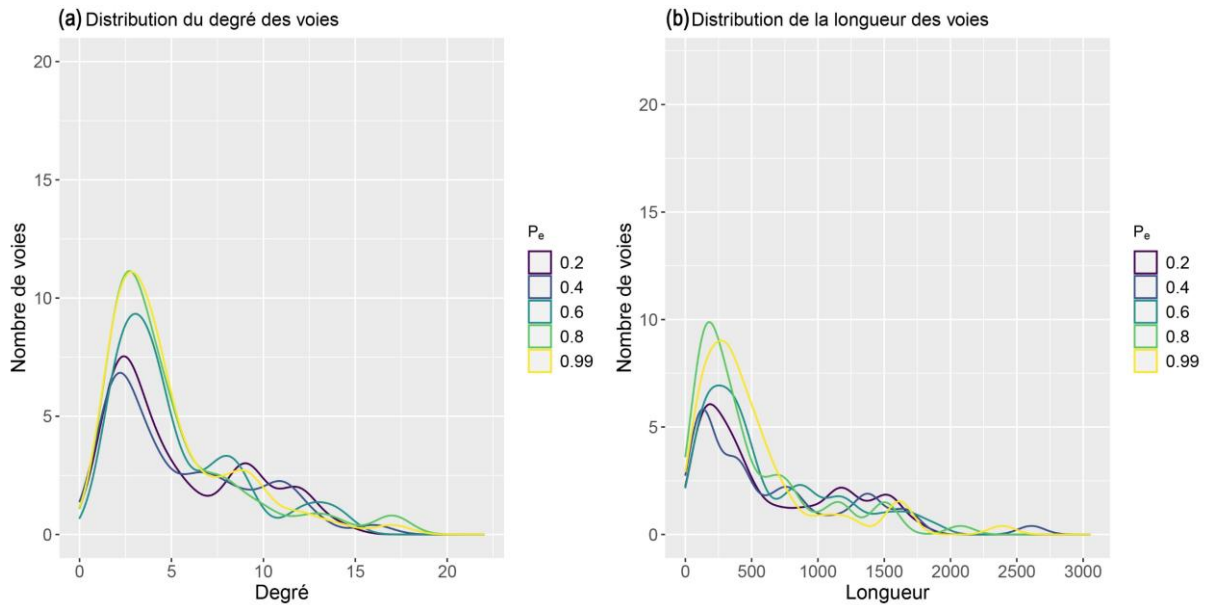 (a) Distribution du degré des voies
20
15
10
5
0
Nombre de voies
0 5 10 15 20
Degré
Pₑ
0.2
0.4
0.6
0.8
0.99
(b) Distribution de la longueur des voies
20
15
10
5
0
Nombre de voies
0 500 1000 1500 2000 2500 3000
Longueur
Pₑ
0.2
0.4
0.6
0.8
0.99